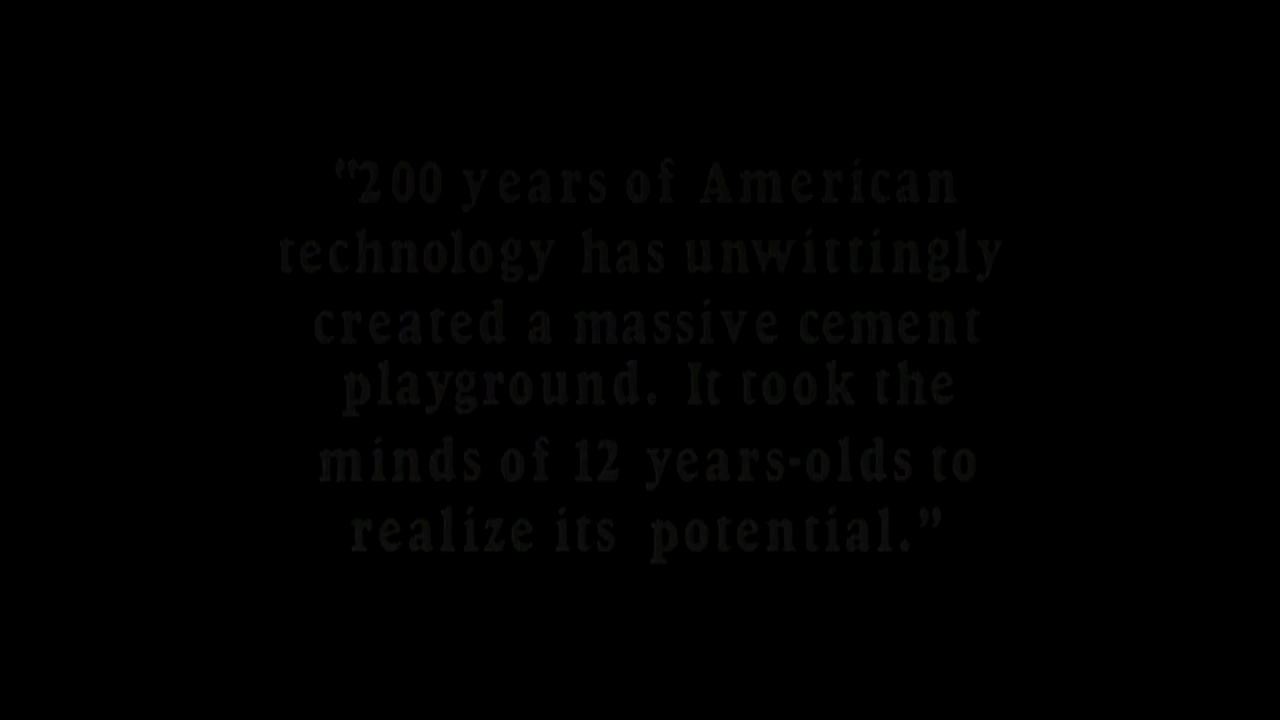 "200 years of American
technology has unwittingly
created a massive cement
playground. It took the
minds of 12 years-olds to
realize its potential.”